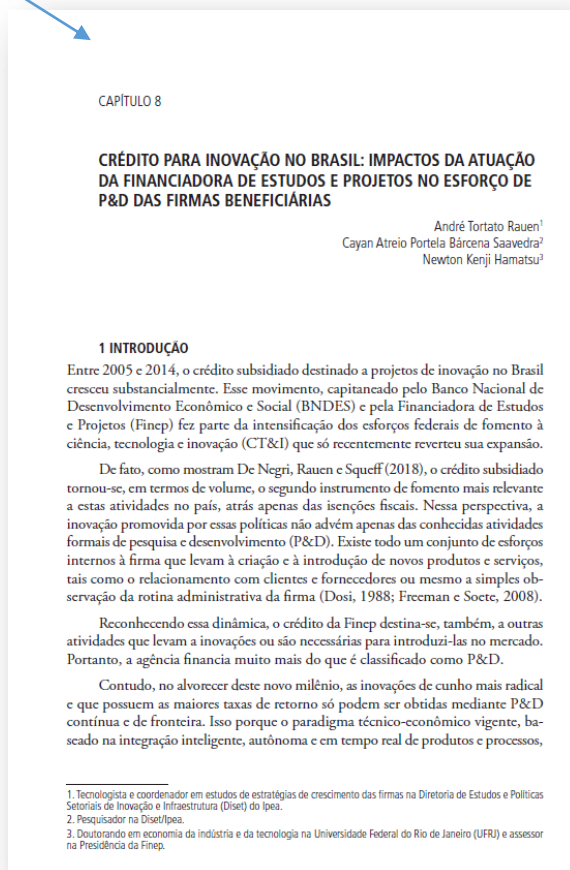 CAPÍTULO 8
CRÉDITO PARA INOVAÇÃO NO BRASIL: IMPACTOS DA ATUAÇÃO
DA FINANCIADORA DE ESTUDOS E PROJETOS NO ESFORÇO DE
P&D DAS FIRMAS BENEFICIÁRIAS
André Tortato Rauen¹
Cayan Atreio Portela Bárcena Saavedra²
Newton Kenji Hamatsu³
1 INTRODUÇÃO
Entre 2005 e 2014, o crédito subsidiado destinado a projetos de inovação no Brasil
cresceu substancialmente. Esse movimento, capitaneado pelo Banco Nacional de
Desenvolvimento Econômico e Social (BNDES) e pela Financiadora de Estudos
e Projetos (Finep) fez parte da intensificação dos esforços federais de fomento à
ciência, tecnologia e inovação (CT&I) que só recentemente reverteu sua expansão.
De fato, como mostram De Negri, Rauen e Squeff (2018), o crédito subsidiado
tornou-se, em termos de volume, o segundo instrumento de fomento mais relevante
a estas atividades no país, atrás apenas das isenções fiscais. Nessa perspectiva, a
inovação promovida por essas políticas não advém apenas das conhecidas atividades
formais de pesquisa e desenvolvimento (P&D). Existe todo um conjunto de esforços
internos à firma que levam à criação e à introdução de novos produtos e serviços,
tais como o relacionamento com clientes e fornecedores ou mesmo a simples ob-
servação da rotina administrativa da firma (Dosi, 1988; Freeman e Soete, 2008).
Reconhecendo essa dinâmica, o crédito da Finep destina-se, também, a outras
atividades que levam a inovações ou são necessárias para introduzi-las no mercado.
Portanto, a agência financia muito mais do que é classificado como P&D.
Contudo, no alvorecer deste novo milênio, as inovações de cunho mais radical
e que possuem as maiores taxas de retorno só podem ser obtidas mediante P&D
contínua e de fronteira. Isso porque o paradigma técnico-econômico vigente, ba-
seado na integração inteligente, autônoma e em tempo real de produtos e processos,
1. Tecnologista e coordenador em estudos de estratégias de crescimento das firmas na Diretoria de Estudos e Políticas
Setoriais de Inovação e Infraestrutura (Diset) do Ipea.
2. Pesquisador na Diset/Ipea.
3. Doutorando em economia da indústria e da tecnologia na Universidade Federal do Rio de Janeiro (UFRJ) e assessor
na Presidência da Finep.